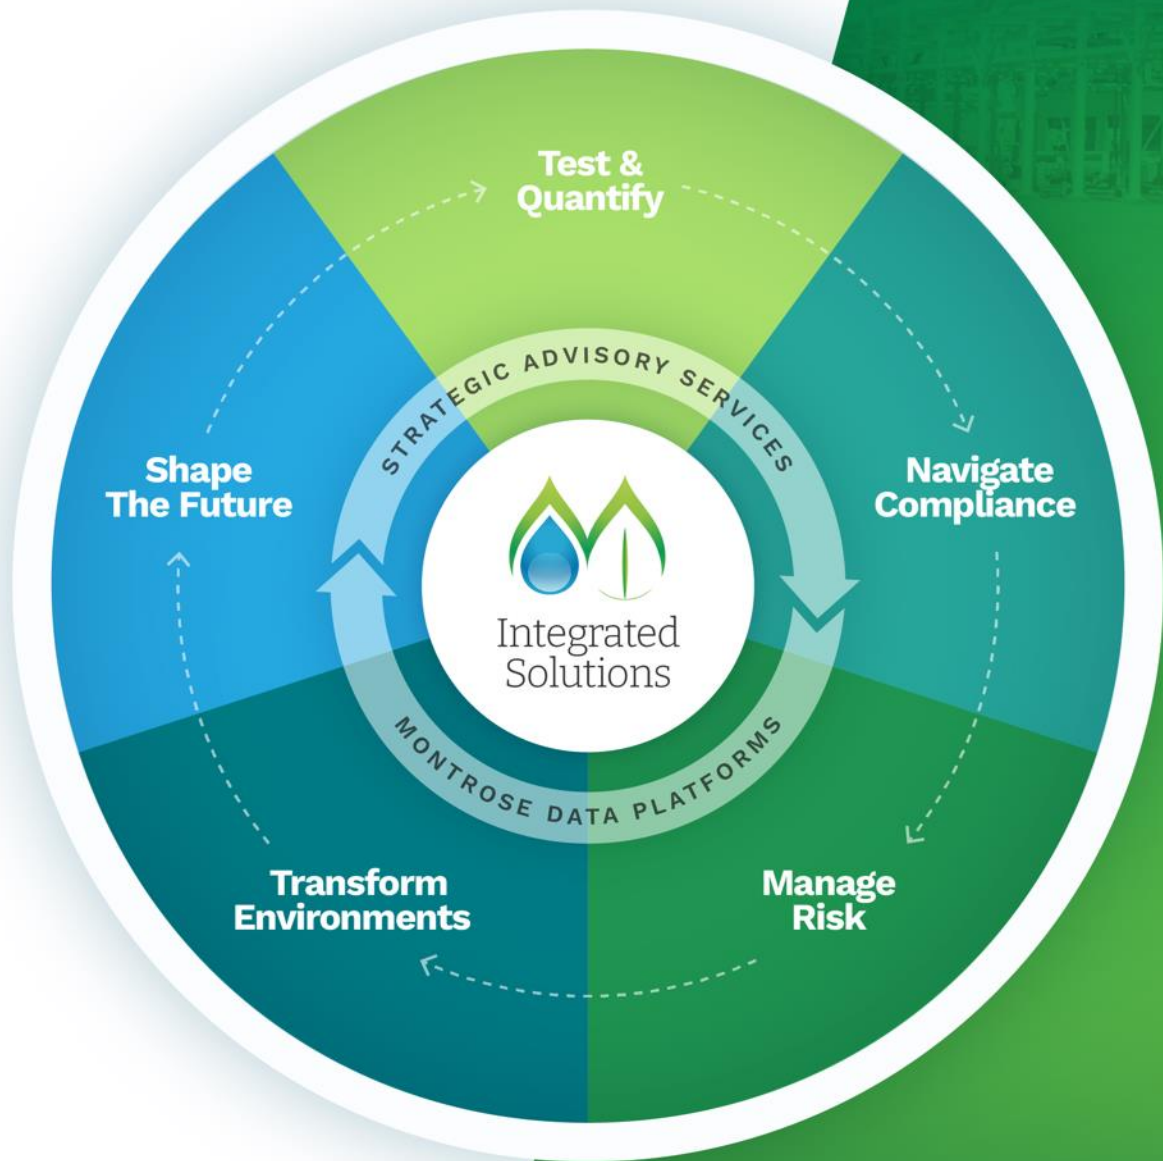 Test &
Quantify
STRATEGIC ADVISORY SERVICES
Shape
The Future
Navigate
Compliance
Integrated
Solutions
MONTROSE DATA PLATFORMS
Transform
Environments
Manage
Risk